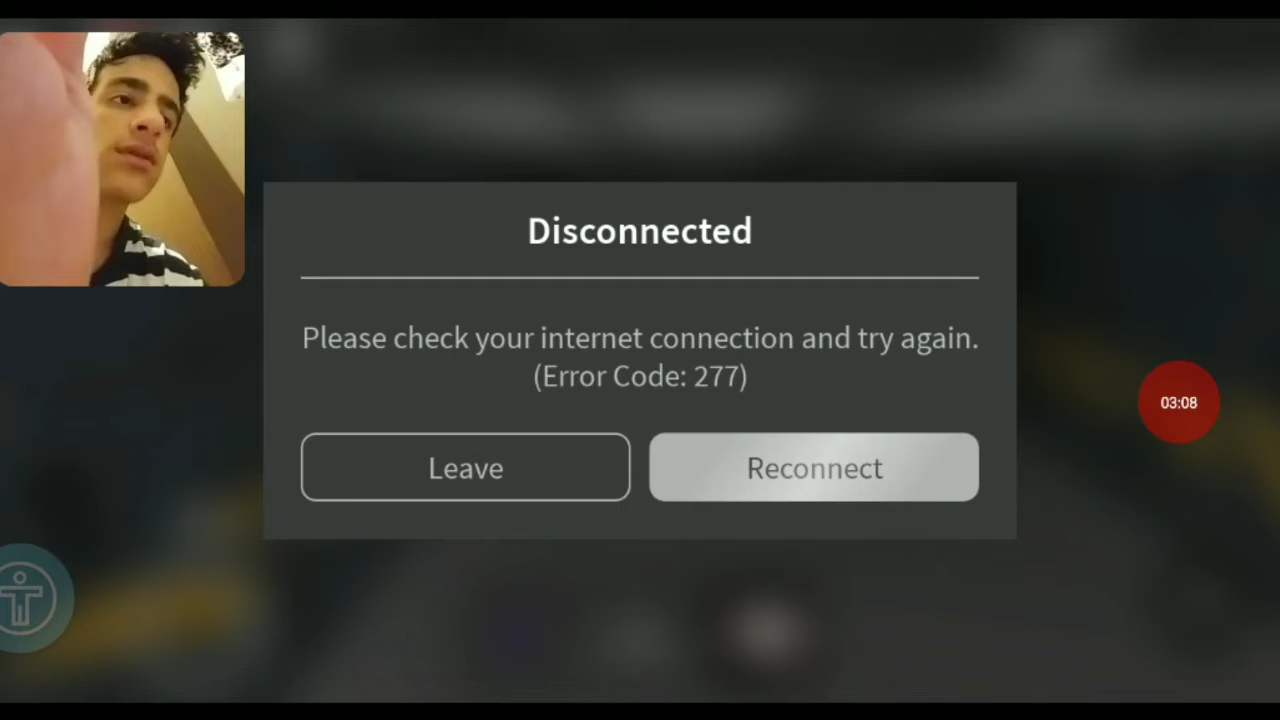 Disconnected
Please check your internet connection and try again.
(Error Code: 277)
Leave
Reconnect
03:08